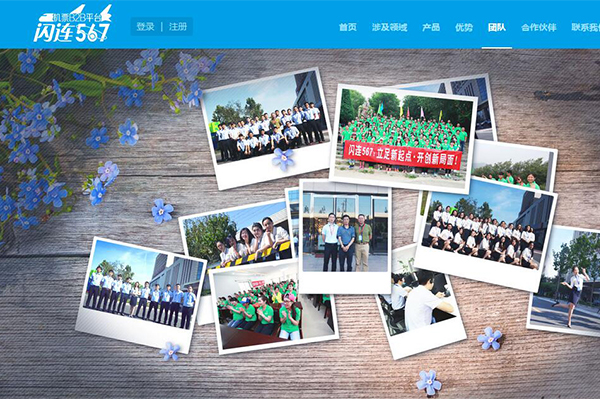 机票B2B平台
闪连567
登录 | 注册
首页 涉及领域 产品 优势 团队 合作伙伴 联系我
闪连567：立足新起点·开创新局面！